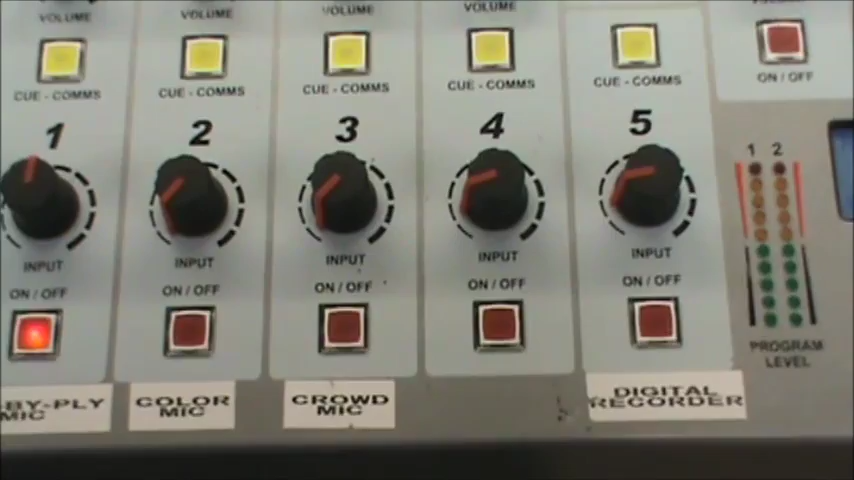 VOLUME VOLUME VOLUME VOLUME
CUE - COMMS CUE - COMMS CUE - COMMS CUE - COMMS CUE - COMMS ON / OFF
1 2 3 4 5
1 2
INPUT INPUT INPUT INPUT INPUT
ON / OFF ON / OFF ON / OFF ON / OFF ON / OFF
PROGRAM
LEVEL
-BY-PLY
MIC
COLOR
MIC
CROWD
MIC
DIGITAL
RECORDER